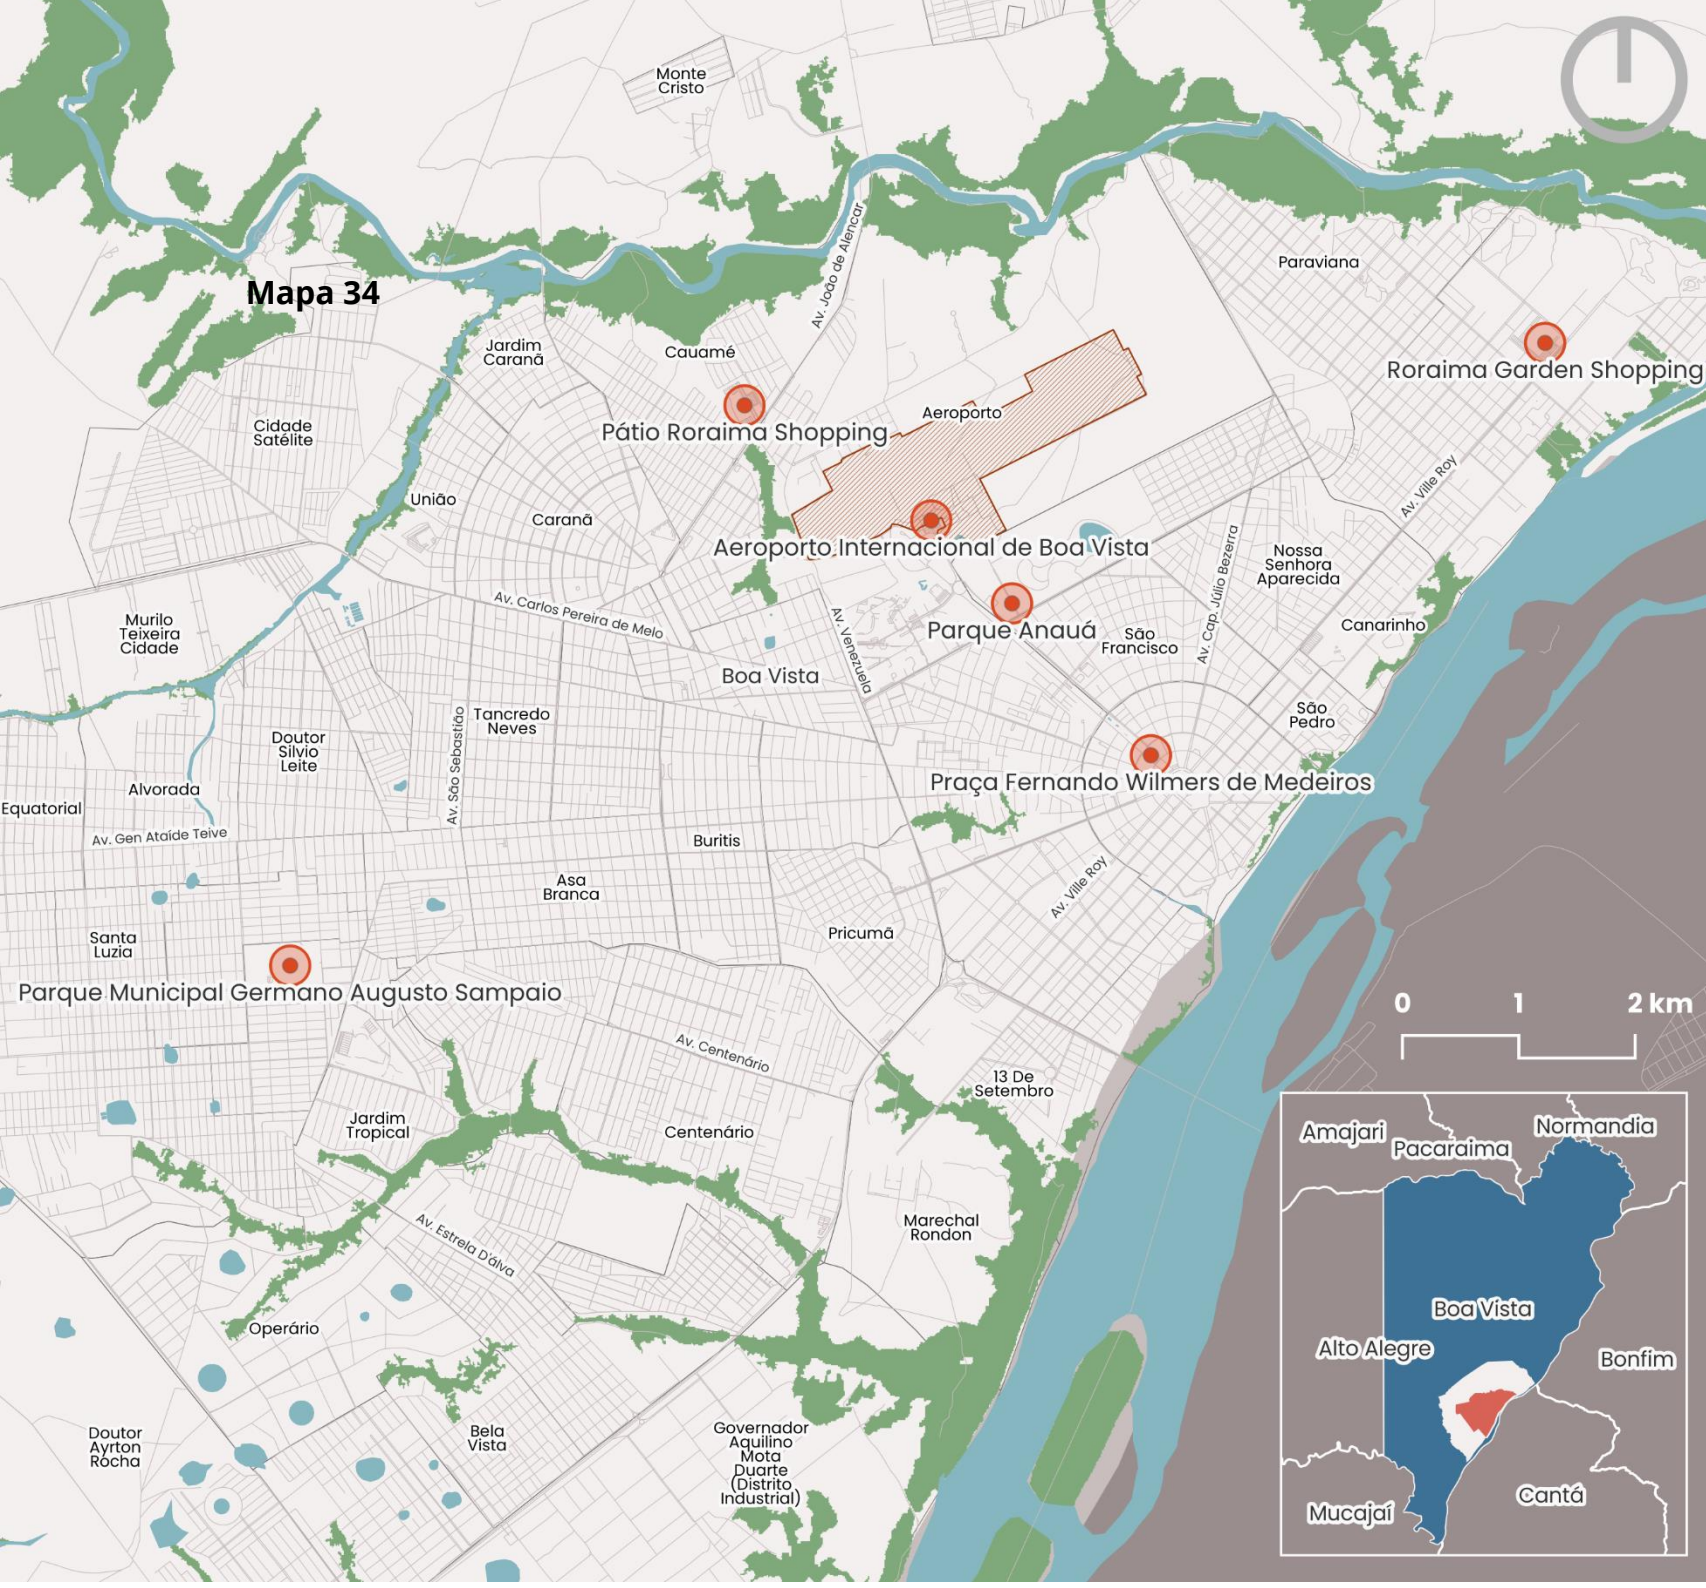 Monte
Cristo
Av. João de Alencar
Paraviana
Mapa 34
Jardim
Caranã
Cauamé
Roraima Garden Shopping
Aeroporto
Cidade
Satélite
Pátio Roraima Shopping
União
Caranã
Av. Ville Roy
Aeroporto Internacional de Boa Vista
Av. Cap. Júlio Bezerra
Nossa
Senhora
Aparecida
Av. Carlos Pereira de Melo
Murilo
Teixeira
Cidade
Av. Venezuela
Parque Anauá
São
Francisco
Canarinho
Boa Vista
São
Pedro
Tancredo
Neves
Doutor
Silvio
Leite
Av. São Sebastião
Alvorada
Praça Fernando Wilmers de Medeiros
Equatorial
Av. Gen Ataíde Teive
Buritis
Asa
Branca
Av. Ville Roy
Santa
Luzia
Pricumã
Parque Municipal Germano Augusto Sampaio
0 1 2 km
Av. Centenário
13 De
Setembro
Jardim
Tropical
Centenário
Amajari
Pacaraima
Normandia
Marechal
Rondon
Av. Estrela D'álva
Operário
Boa Vista
Alto Alegre
Bonfim
Doutor
Ayrton
Rocha
Bela
Vista
Governador
Aquilino
Mota
Duarte
(Distrito
Industrial)
Cantá
Mucajaí